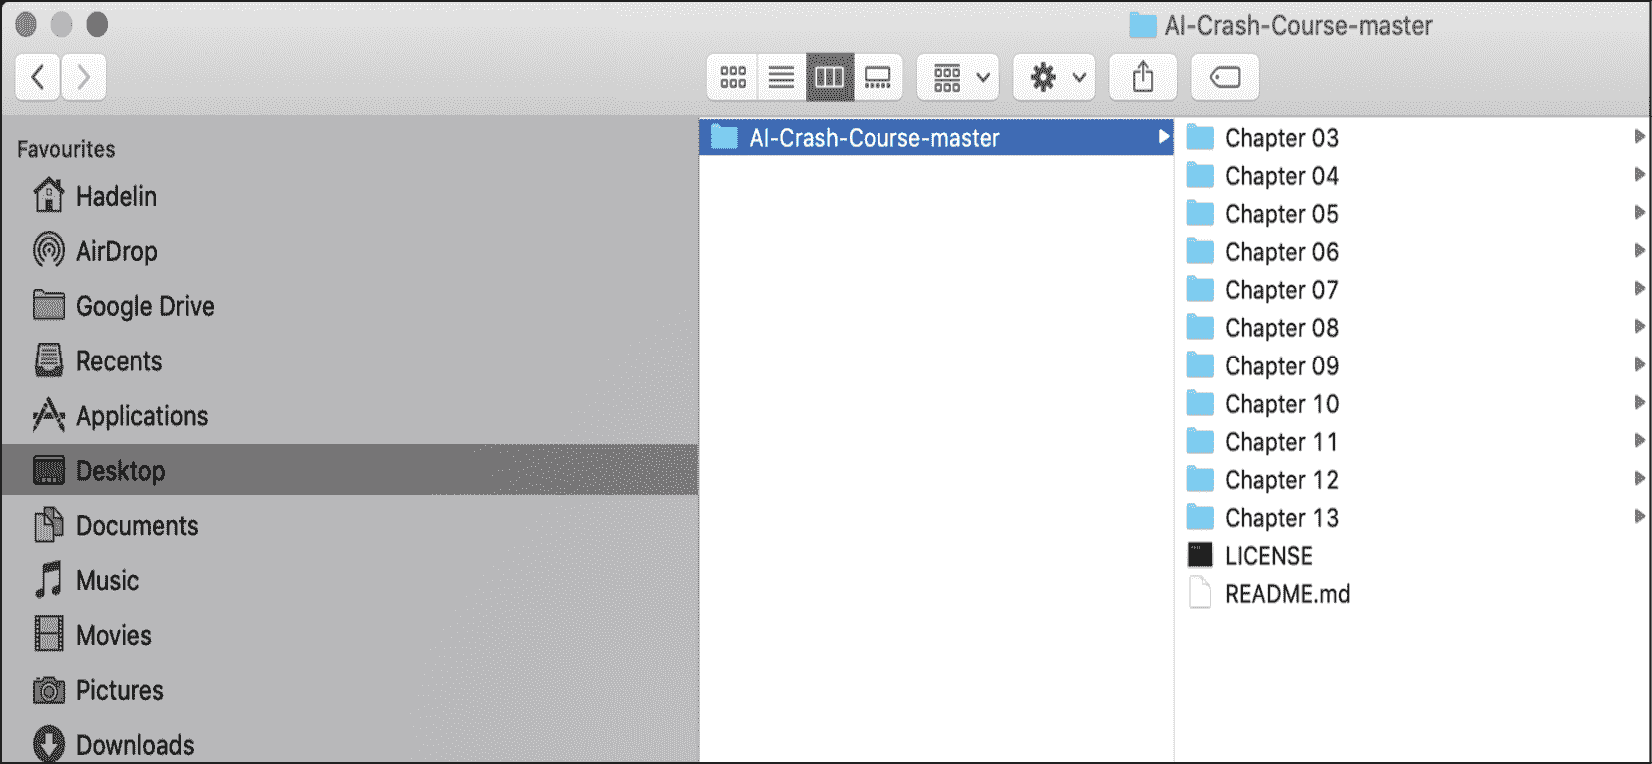 AI-Crash-Course-master
Favourites
Hadelin
AirDrop
Google Drive
Recents
Applications
Desktop
Documents
Music
Movies
Pictures
Downloads
AI-Crash-Course-master
Chapter 03
Chapter 04
Chapter 05
Chapter 06
Chapter 07
Chapter 08
Chapter 09
Chapter 10
Chapter 11
Chapter 12
Chapter 13
LICENSE
README.md